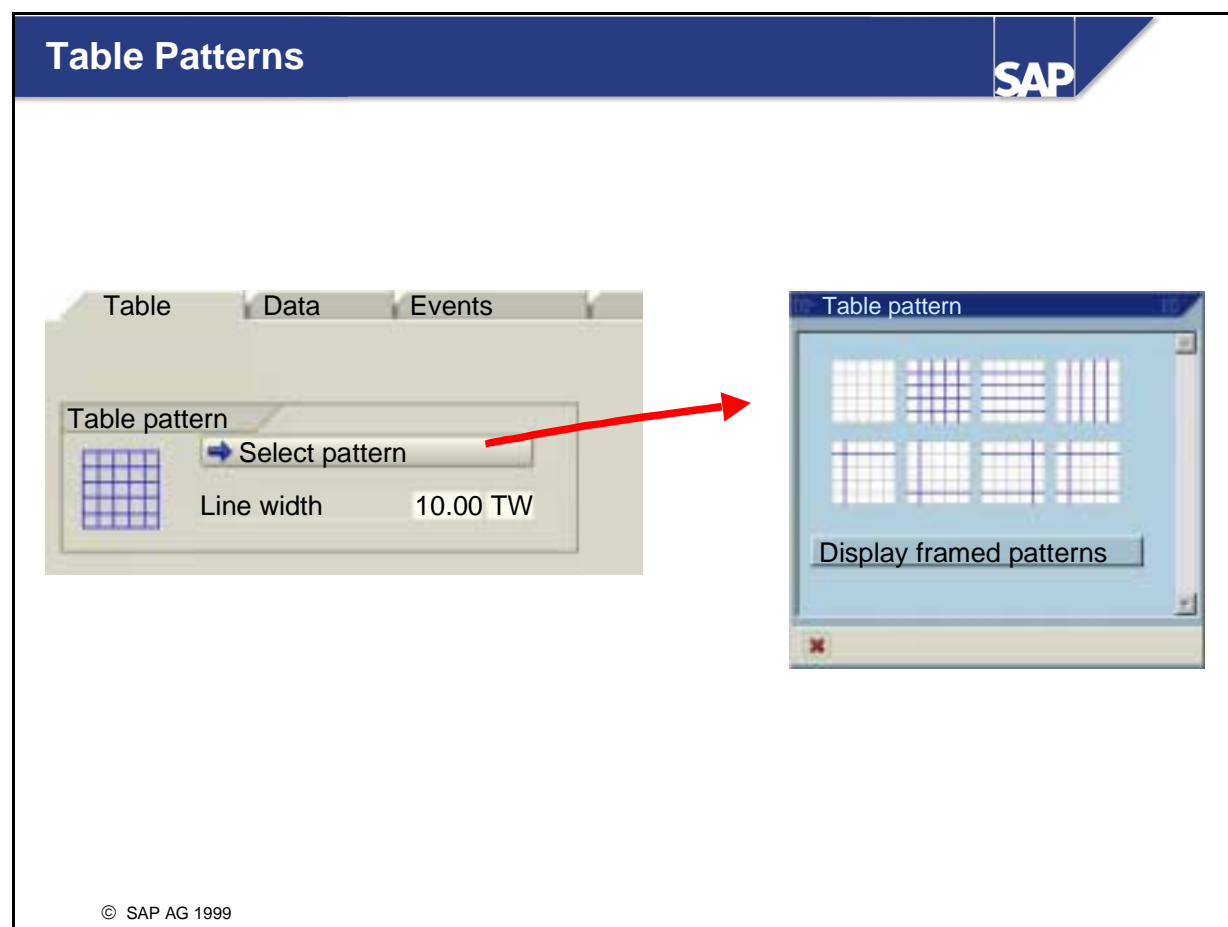 Table Patterns
SAP
Table Data Events
Table pattern
Select pattern
Line width 10.00 TW
Table pattern
Display framed patterns
© SAP AG 1999